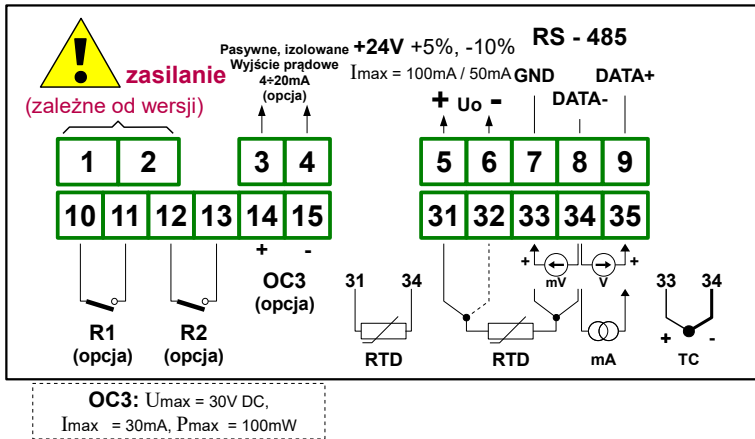 zasilanie
(zależne od wersji)
Pasywne, izolowane
Wyjście prądowe
4÷20mA
(opcja)
+24V +5%, -10%
Imax = 100mA / 50mA
+ Uo -
RS - 485
GND DATA+
DATA-
1 2 3 4 5 6 7 8 9
10 11 12 13 14 15 31 32 33 34 35
+ -
R1
(opcja)
R2
(opcja)
OC3
(opcja)
31 34
RTD
RTD
+ mV V +
mA
33 34
+ -
TC
OC3: Umax = 30V DC,
Imax = 30mA, Pmax = 100mW